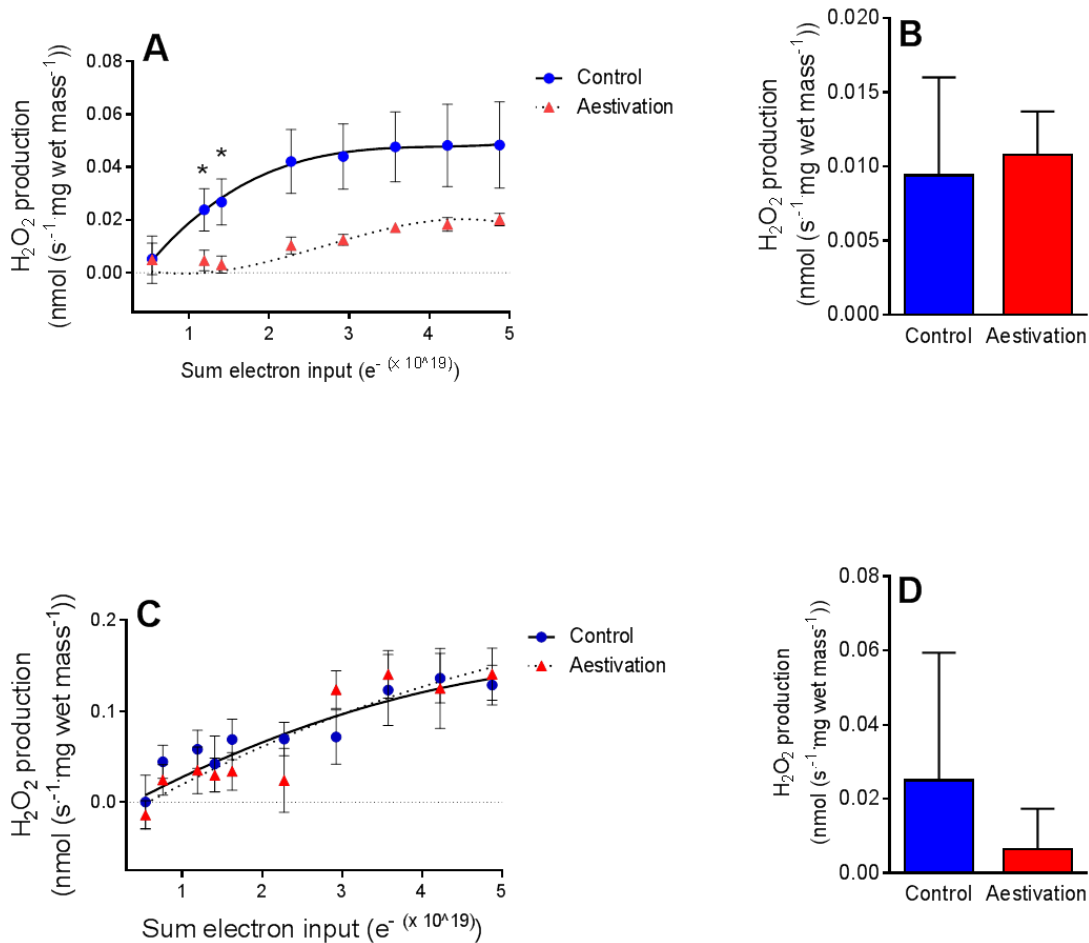 A
H₂O₂ production
(nmol (s⁻¹·mg wet mass⁻¹))
0.08
0.06
0.04
0.02
0.00
*
*
1
2
3
4
5
Sum electron input (e⁻ (x 10^19))
Control
Aestivation
B
H₂O₂ production
(nmol (s⁻¹·mg wet mass⁻¹))
0.020
0.015
0.010
0.005
0.000
Control
Aestivation
C
H₂O₂ production
(nmol (s⁻¹·mg wet mass⁻¹))
0.2
0.1
0.0
1
2
3
4
5
Sum electron input (e⁻ (x 10^19))
Control
Aestivation
D
H₂O₂ production
(nmol (s⁻¹·mg wet mass⁻¹))
0.08
0.06
0.04
0.02
0.00
Control
Aestivation